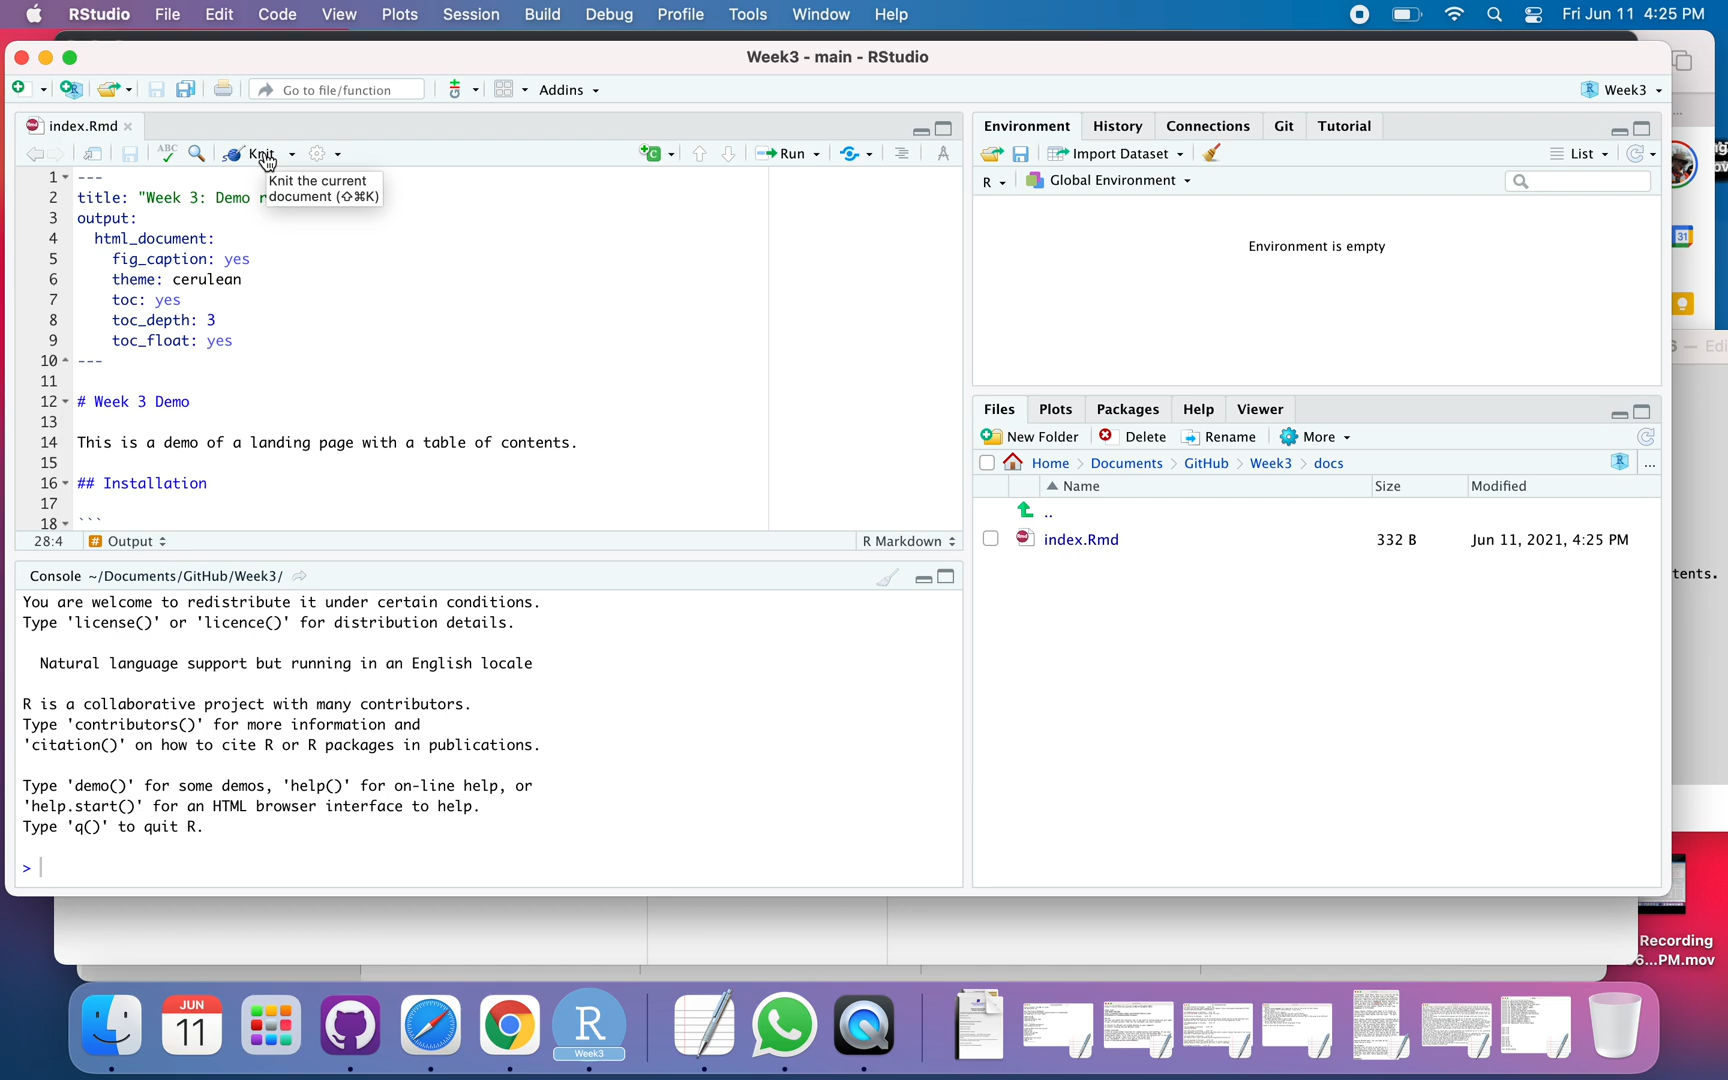 RStudio File Edit Code View Plots Session Build Debug Profile Tools Window Help Fri Jun 11 4:25 PM
Week3 - main - RStudio
Go to file/function Addins Week3
index.Rmd
ABC Knit Run
Knit the current
document (⇧⌘K)
1 ---
2 title: "Week 3: Demo r
3 output:
4 html_document:
5 fig_caption: yes
6 theme: cerulean
7 toc: yes
8 toc_depth: 3
9 toc_float: yes
10 ---
11
12 # Week 3 Demo
13
14 This is a demo of a landing page with a table of contents.
15
16 ## Installation
17
18 ```
28:4 # Output R Markdown
Console ~/Documents/GitHub/Week3/
You are welcome to redistribute it under certain conditions.
Type 'license()' or 'licence()' for distribution details.
Natural language support but running in an English locale
R is a collaborative project with many contributors.
Type 'contributors()' for more information and
'citation()' on how to cite R or R packages in publications.
Type 'demo()' for some demos, 'help()' for on-line help, or
'help.start()' for an HTML browser interface to help.
Type 'q()' to quit R.
>
Environment History Connections Git Tutorial
Import Dataset List
R Global Environment
Environment is empty
Files Plots Packages Help Viewer
New Folder Delete Rename More
Home Documents GitHub Week3 docs ...
Name Size Modified
..
index.Rmd 332 B Jun 11, 2021, 4:25 PM
31
6 — Edi
tents.
Recording
6...PM.mov
JUN
11
R
Week3